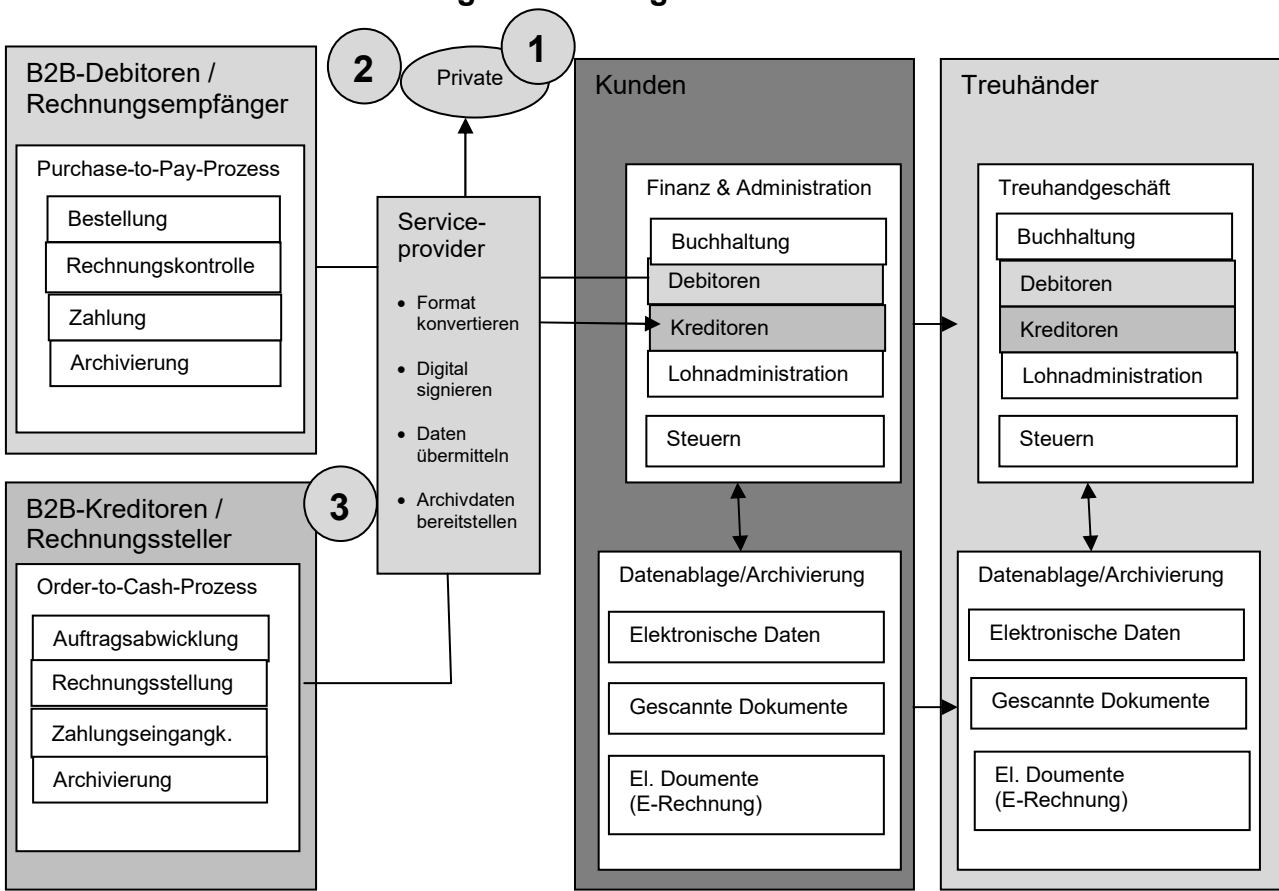 1
2
Private
B2B-Debitoren /
Rechnungsempfänger
Purchase-to-Pay-Prozess
Bestellung
Rechnungskontrolle
Zahlung
Archivierung
3
B2B-Kreditoren /
Rechnungssteller
Order-to-Cash-Prozess
Auftragsabwicklung
Rechnungsstellung
Zahlungseingangk.
Archivierung
Service-
provider
• Format
konvertieren
• Digital
signieren
• Daten
übermitteln
• Archivdaten
bereitstellen
Kunden
Finanz & Administration
Buchhaltung
Debitoren
Kreditoren
Lohnadministration
Steuern
Datenablage/Archivierung
Elektronische Daten
Gescannte Dokumente
El. Doumente
(E-Rechnung)
Treuhänder
Treuhandgeschäft
Buchhaltung
Debitoren
Kreditoren
Lohnadministration
Steuern
Datenablage/Archivierung
Elektronische Daten
Gescannte Dokumente
El. Doumente
(E-Rechnung)